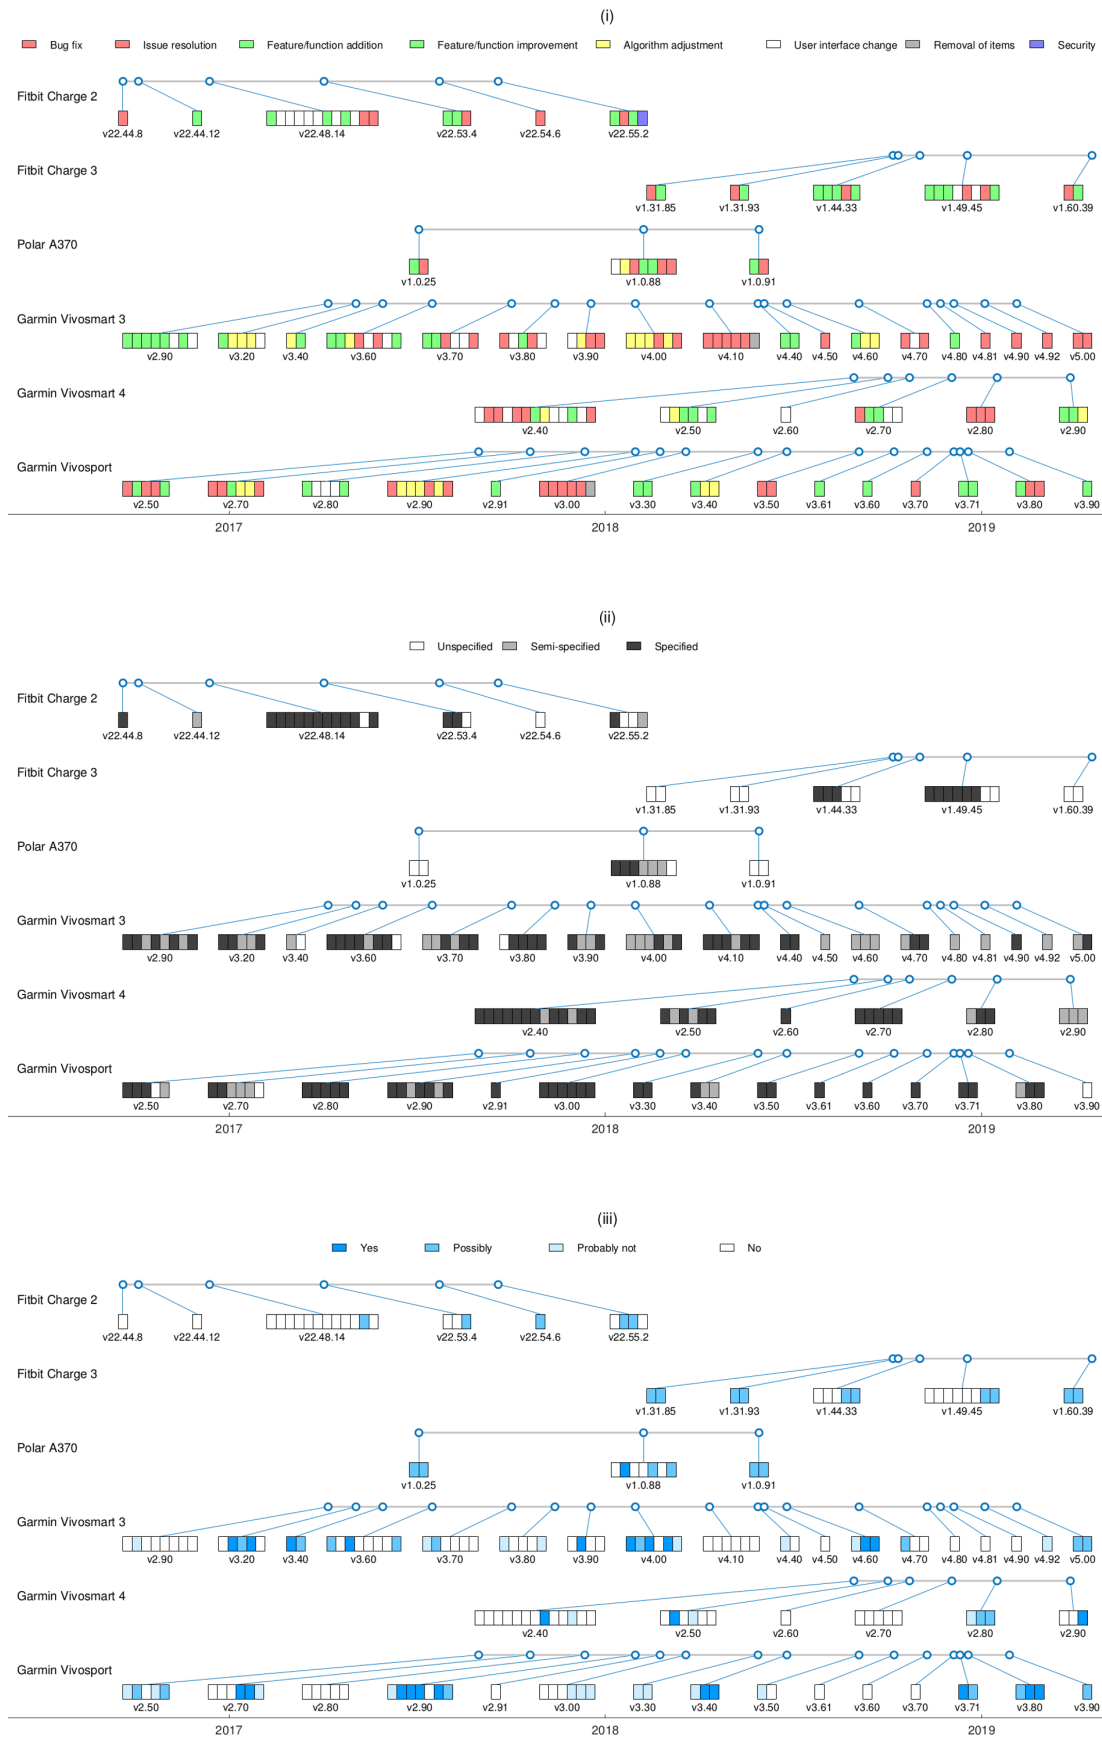 (i)
Bug fix Issue resolution Feature/function addition Feature/function improvement Algorithm adjustment User interface change Removal of items Security
Fitbit Charge 2
v22.44.8 v22.44.12 v22.48.14 v22.53.4 v22.54.6 v22.55.2
Fitbit Charge 3
v1.31.85 v1.31.93 v1.44.33 v1.49.45 v1.60.39
Polar A370
v1.0.25 v1.0.88 v1.0.91
Garmin Vivosmart 3
v2.90 v3.20 v3.40 v3.60 v3.70 v3.80 v3.90 v4.00 v4.10 v4.40 v4.50 v4.60 v4.70 v4.80 v4.81 v4.90 v4.92 v5.00
Garmin Vivosmart 4
v2.40 v2.50 v2.60 v2.70 v2.80 v2.90
Garmin Vivosport
v2.50 v2.70 v2.80 v2.90 v2.91 v3.00 v3.30 v3.40 v3.50 v3.61 v3.60 v3.70 v3.71 v3.80 v3.90
2017 2018 2019
(ii)
Unspecified Semi-specified Specified
Fitbit Charge 2
v22.44.8 v22.44.12 v22.48.14 v22.53.4 v22.54.6 v22.55.2
Fitbit Charge 3
v1.31.85 v1.31.93 v1.44.33 v1.49.45 v1.60.39
Polar A370
v1.0.25 v1.0.88 v1.0.91
Garmin Vivosmart 3
v2.90 v3.20 v3.40 v3.60 v3.70 v3.80 v3.90 v4.00 v4.10 v4.40 v4.50 v4.60 v4.70 v4.80 v4.81 v4.90 v4.92 v5.00
Garmin Vivosmart 4
v2.40 v2.50 v2.60 v2.70 v2.80 v2.90
Garmin Vivosport
v2.50 v2.70 v2.80 v2.90 v2.91 v3.00 v3.30 v3.40 v3.50 v3.61 v3.60 v3.70 v3.71 v3.80 v3.90
2017 2018 2019
(iii)
Yes Possibly Probably not No
Fitbit Charge 2
v22.44.8 v22.44.12 v22.48.14 v22.53.4 v22.54.6 v22.55.2
Fitbit Charge 3
v1.31.85 v1.31.93 v1.44.33 v1.49.45 v1.60.39
Polar A370
v1.0.25 v1.0.88 v1.0.91
Garmin Vivosmart 3
v2.90 v3.20 v3.40 v3.60 v3.70 v3.80 v3.90 v4.00 v4.10 v4.40 v4.50 v4.60 v4.70 v4.80 v4.81 v4.90 v4.92 v5.00
Garmin Vivosmart 4
v2.40 v2.50 v2.60 v2.70 v2.80 v2.90
Garmin Vivosport
v2.50 v2.70 v2.80 v2.90 v2.91 v3.00 v3.30 v3.40 v3.50 v3.61 v3.60 v3.70 v3.71 v3.80 v3.90
2017 2018 2019